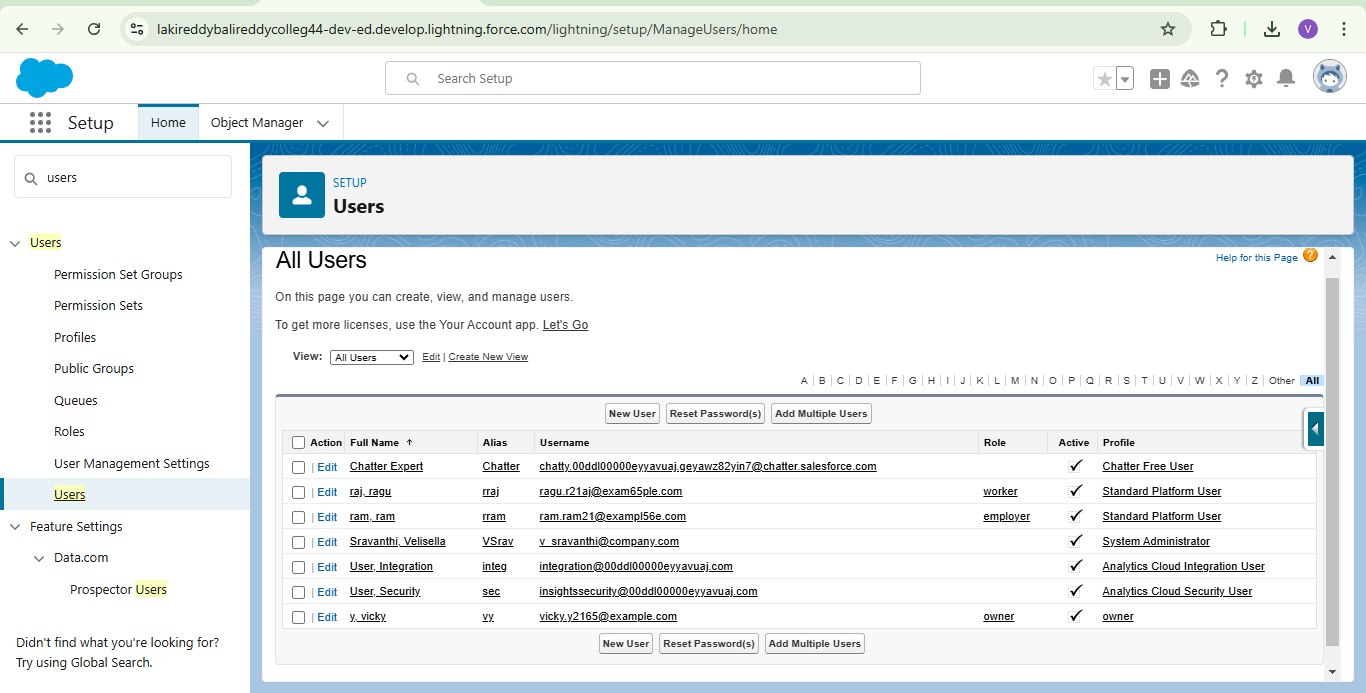 lakireddybalireddycolleg44-dev-ed.develop.lightning.force.com/lightning/setup/ManageUsers/home
V
Search Setup
Setup
Home
Object Manager
users
Users
Permission Set Groups
Permission Sets
Profiles
Public Groups
Queues
Roles
User Management Settings
Users
Feature Settings
Data.com
Prospector Users
Didn't find what you're looking for?
Try using Global Search.
SETUP
Users
All Users
Help for this Page ?
On this page you can create, view, and manage users.
To get more licenses, use the Your Account app. Let's Go
View: All Users Edit | Create New View
A | B | C | D | E | F | G | H | I | J | K | L | M | N | O | P | Q | R | S | T | U | V | W | X | Y | Z | Other All
New User Reset Password(s) Add Multiple Users
Action Full Name ↑ Alias Username Role Active Profile
| Edit Chatter Expert Chatter chatty.00ddl00000eyyavuaj.geyawz82yin7@chatter.salesforce.com ✓ Chatter Free User
| Edit raj, ragu rraj ragu.r21aj@exam65ple.com worker ✓ Standard Platform User
| Edit ram, ram rram ram.ram21@exampl56e.com employer ✓ Standard Platform User
| Edit Sravanthi, Velisella VSrav v_sravanthi@company.com ✓ System Administrator
| Edit User, Integration integ integration@00ddl00000eyyavuaj.com ✓ Analytics Cloud Integration User
| Edit User, Security sec insightssecurity@00ddl00000eyyavuaj.com ✓ Analytics Cloud Security User
| Edit y, vicky vy vicky.y2165@example.com owner ✓ owner
New User Reset Password(s) Add Multiple Users